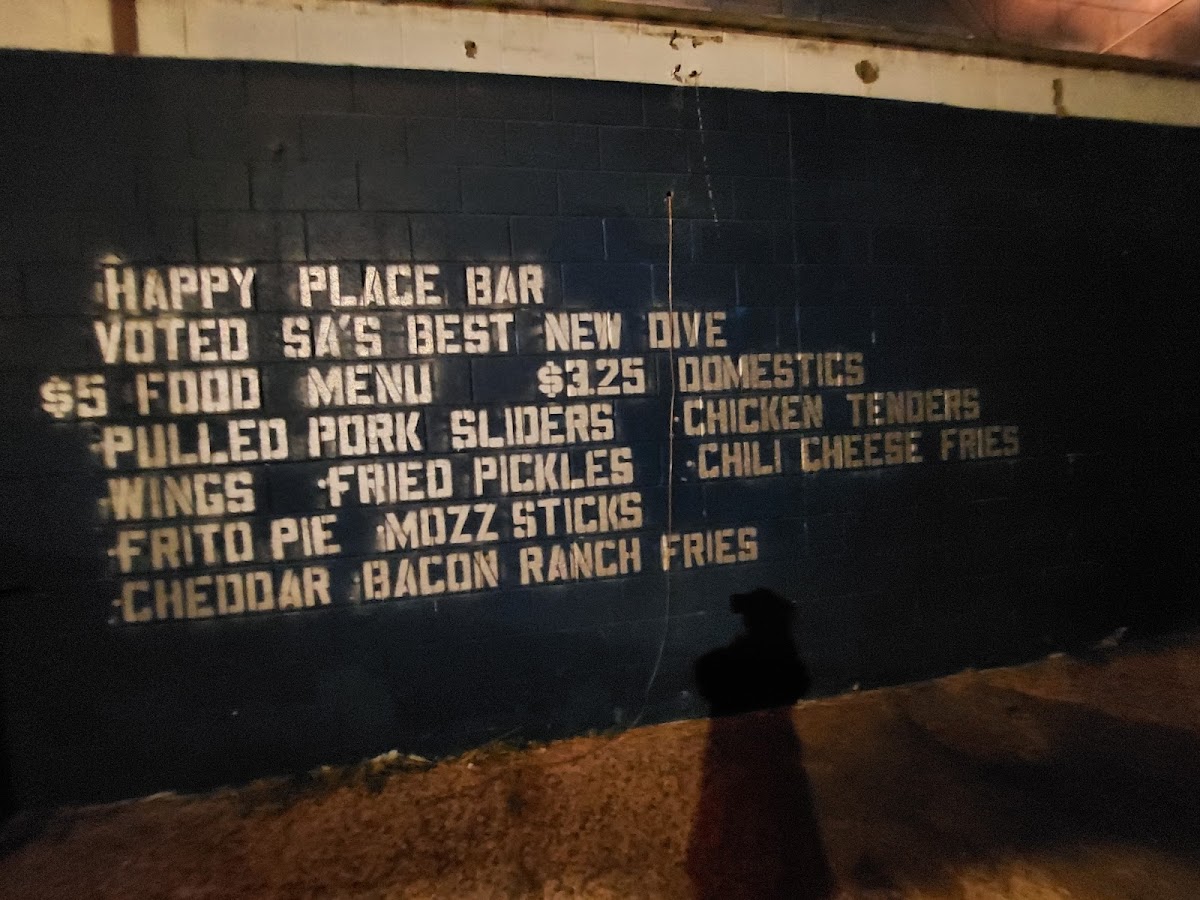 ·HAPPY PLACE BAR
VOTED SA'S BEST NEW DIVE
$5 FOOD MENU $3.25 DOMESTICS
·PULLED PORK SLIDERS ·CHICKEN TENDERS
·WINGS ·FRIED PICKLES ·CHILI CHEESE FRIES
·FRITO PIE ·MOZZ STICKS
·CHEDDAR BACON RANCH FRIES